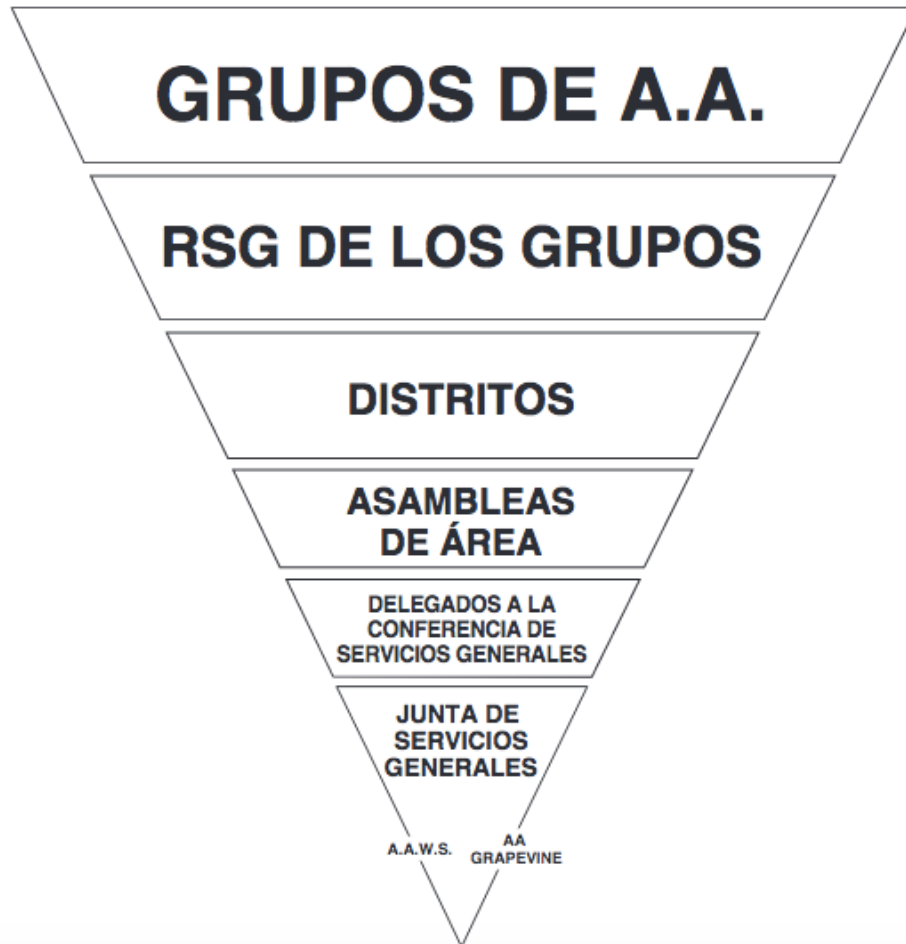 GRUPOS DE A.A.
RSG DE LOS GRUPOS
DISTRITOS
ASAMBLEAS
DE ÁREA
DELEGADOS A LA
CONFERENCIA DE
SERVICIOS GENERALES
JUNTA DE
SERVICIOS
GENERALES
A.A.W.S.
AA
GRAPEVINE